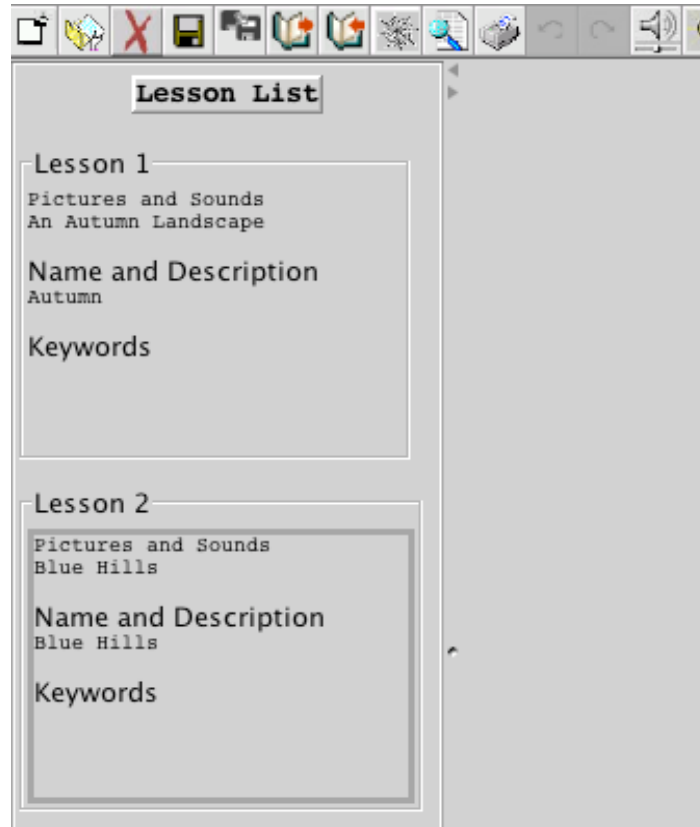 Lesson List
Lesson 1
Pictures and Sounds
An Autumn Landscape
Name and Description
Autumn
Keywords
Lesson 2
Pictures and Sounds
Blue Hills
Name and Description
Blue Hills
Keywords